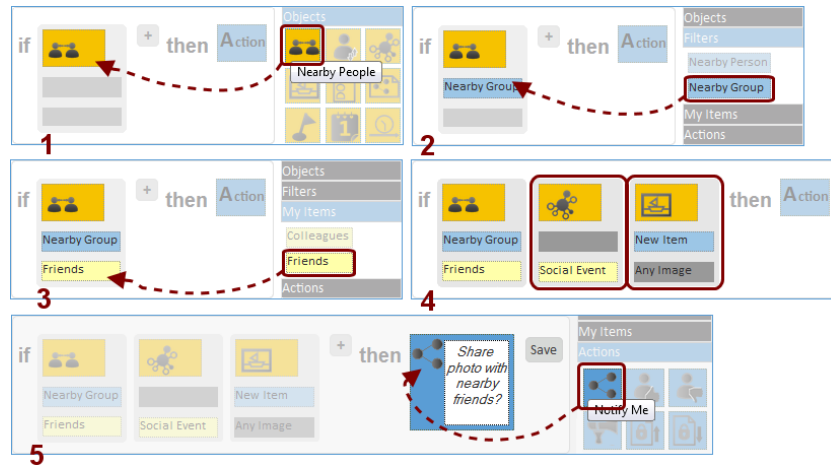 if
+
then
Action
Objects
Nearby People
1
1
if
Nearby Group
+
then
Action
Objects
Filters
Nearby Person
Nearby Group
My Items
Actions
2
if
Nearby Group
Friends
+
then
Action
Objects
Filters
My Items
Colleagues
Friends
Actions
3
if
Nearby Group
Friends
Social Event
New Item
Any Image
then
Action
4
if
Nearby Group
Friends
Social Event
New Item
Any Image
+
then
Share
photo with
nearby
friends?
Save
My Items
Actions
Notify Me
5